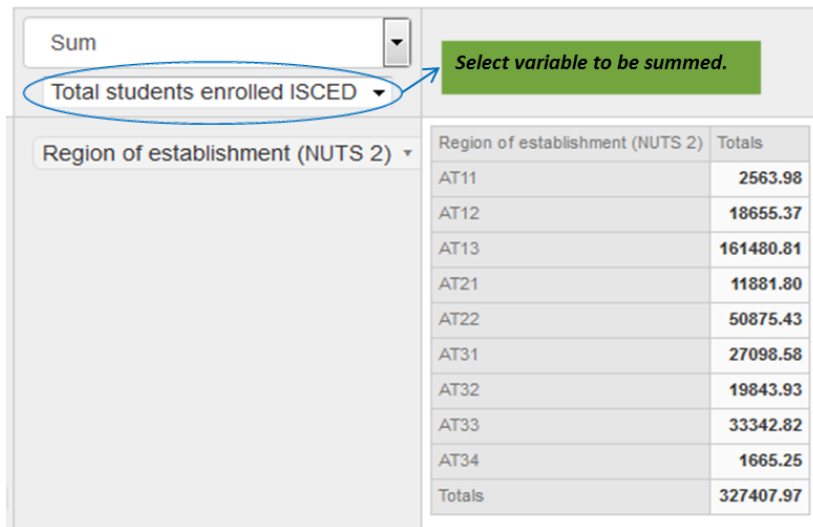 Sum
Select variable to be summed.
Total students enrolled ISCED
Region of establishment (NUTS 2)
Region of establishment (NUTS 2) Totals
AT11 2563.98
AT12 18655.37
AT13 161480.81
AT21 11881.80
AT22 50875.43
AT31 27098.58
AT32 19843.93
AT33 33342.82
AT34 1665.25
Totals 327407.97